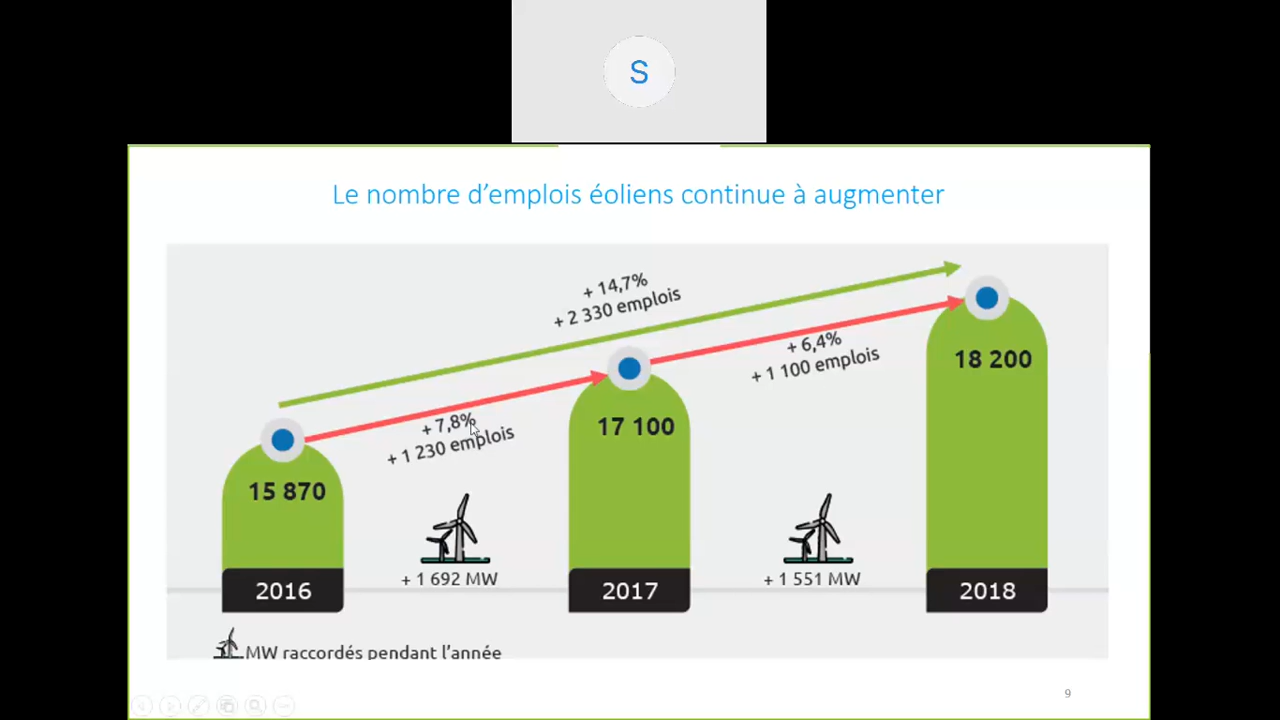 S
Le nombre d’emplois éoliens continue à augmenter
+ 14,7%
+ 2 330 emplois
+ 6,4%
+ 1 100 emplois
18 200
+ 7,8%
+ 1 230 emplois
17 100
15 870
+ 1 692 MW
+ 1 551 MW
2016
2017
2018
MW raccordés pendant l’année
9